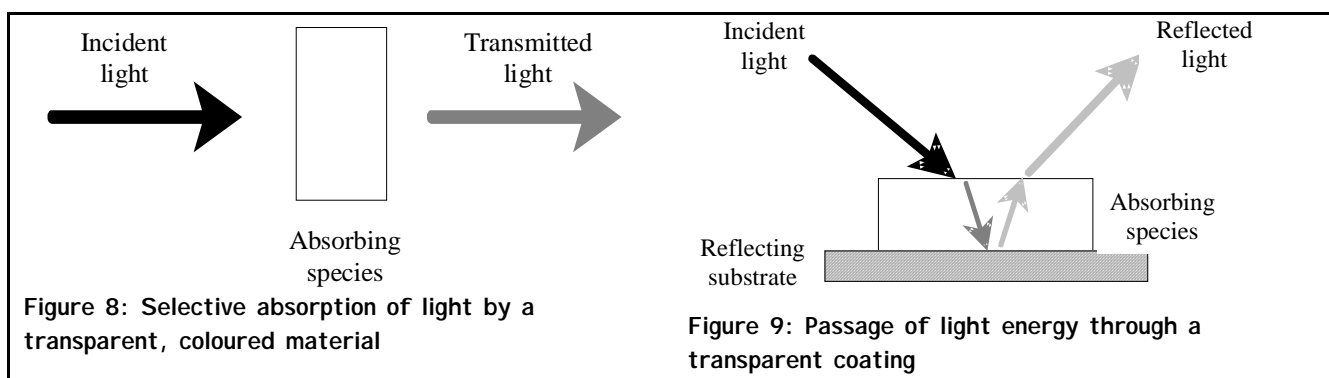 Incident
light
Transmitted
light
Absorbing
species
Figure 8: Selective absorption of light by a
transparent, coloured material
Incident
light
Reflected
light
Absorbing
species
Reflecting
substrate
Figure 9: Passage of light energy through a
transparent coating